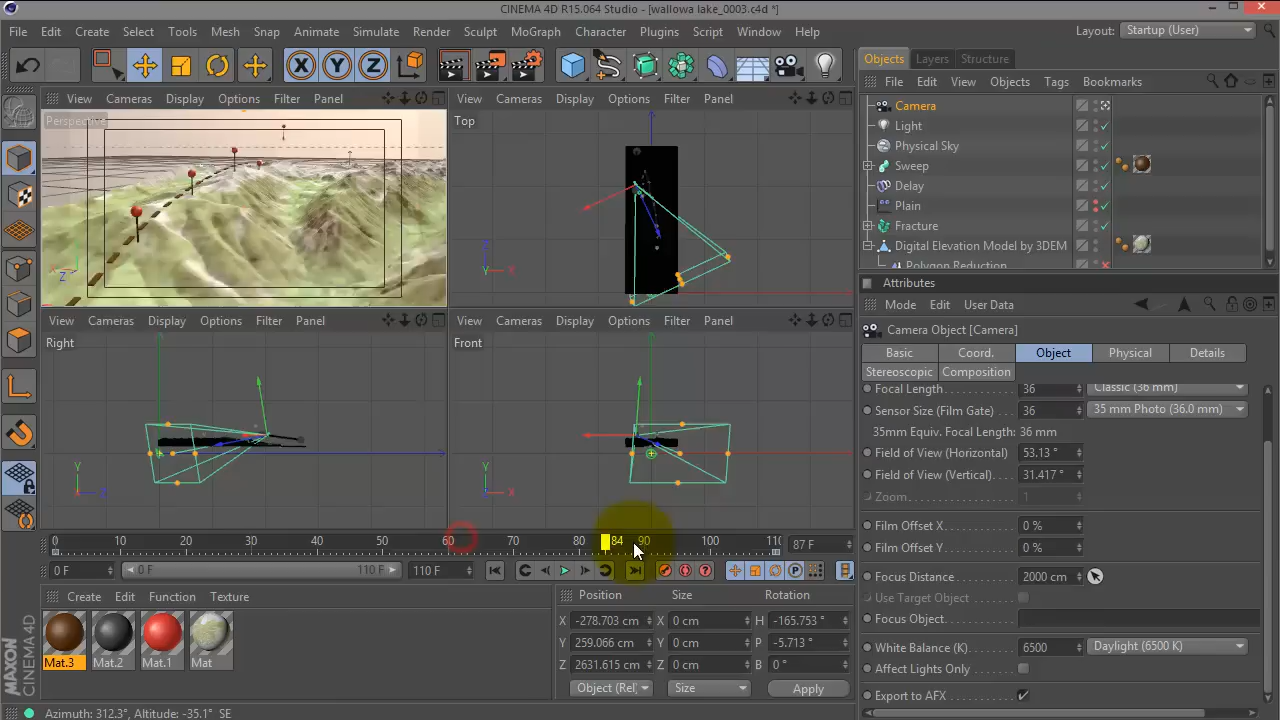 CINEMA 4D R15.064 Studio - [wallowa lake_0003.c4d *]
File Edit Create Select Tools Mesh Snap Animate Simulate Render Sculpt MoGraph Character Plugins Script Window Help
Layout: Startup (User)
X Y Z
Objects Layers Structure
File Edit View Objects Tags Bookmarks
View Cameras Display Options Filter Panel
View Cameras Display Options Filter Panel
Perspective
Top
Camera
Light
Physical Sky
Sweep
Delay
Plain
Fracture
Digital Elevation Model by 3DEM
Polygon Reduction
Attributes
Mode Edit User Data
View Cameras Display Options Filter Panel
View Cameras Display Options Filter Panel
Right
Front
Camera Object [Camera]
Basic Coord. Object Physical Details
Stereoscopic Composition
Focal Length 36 Classic (36 mm)
Sensor Size (Film Gate) 36 35 mm Photo (36.0 mm)
35mm Equiv. Focal Length: 36 mm
Field of View (Horizontal) 53.13 °
Field of View (Vertical) 31.417 °
Zoom 1
Film Offset X 0 %
Film Offset Y 0 %
Focus Distance 2000 cm
Use Target Object
Focus Object
White Balance (K) 6500 Daylight (6500 K)
Affect Lights Only
Export to AFX
0 10 20 30 40 50 60 70 80 84 90 100 110 87 F
0 F 0 F 110 F 110 F
Create Edit Function Texture
Mat.3 Mat.2 Mat.1 Mat
Position Size Rotation
X -278.703 cm X 0 cm H -165.753 °
Y 259.066 cm Y 0 cm P -5.713 °
Z 2631.615 cm Z 0 cm B 0 °
Object (Rel) Size Apply
MAXON CINEMA 4D
Azimuth: 312.3°, Altitude: -35.1° SE